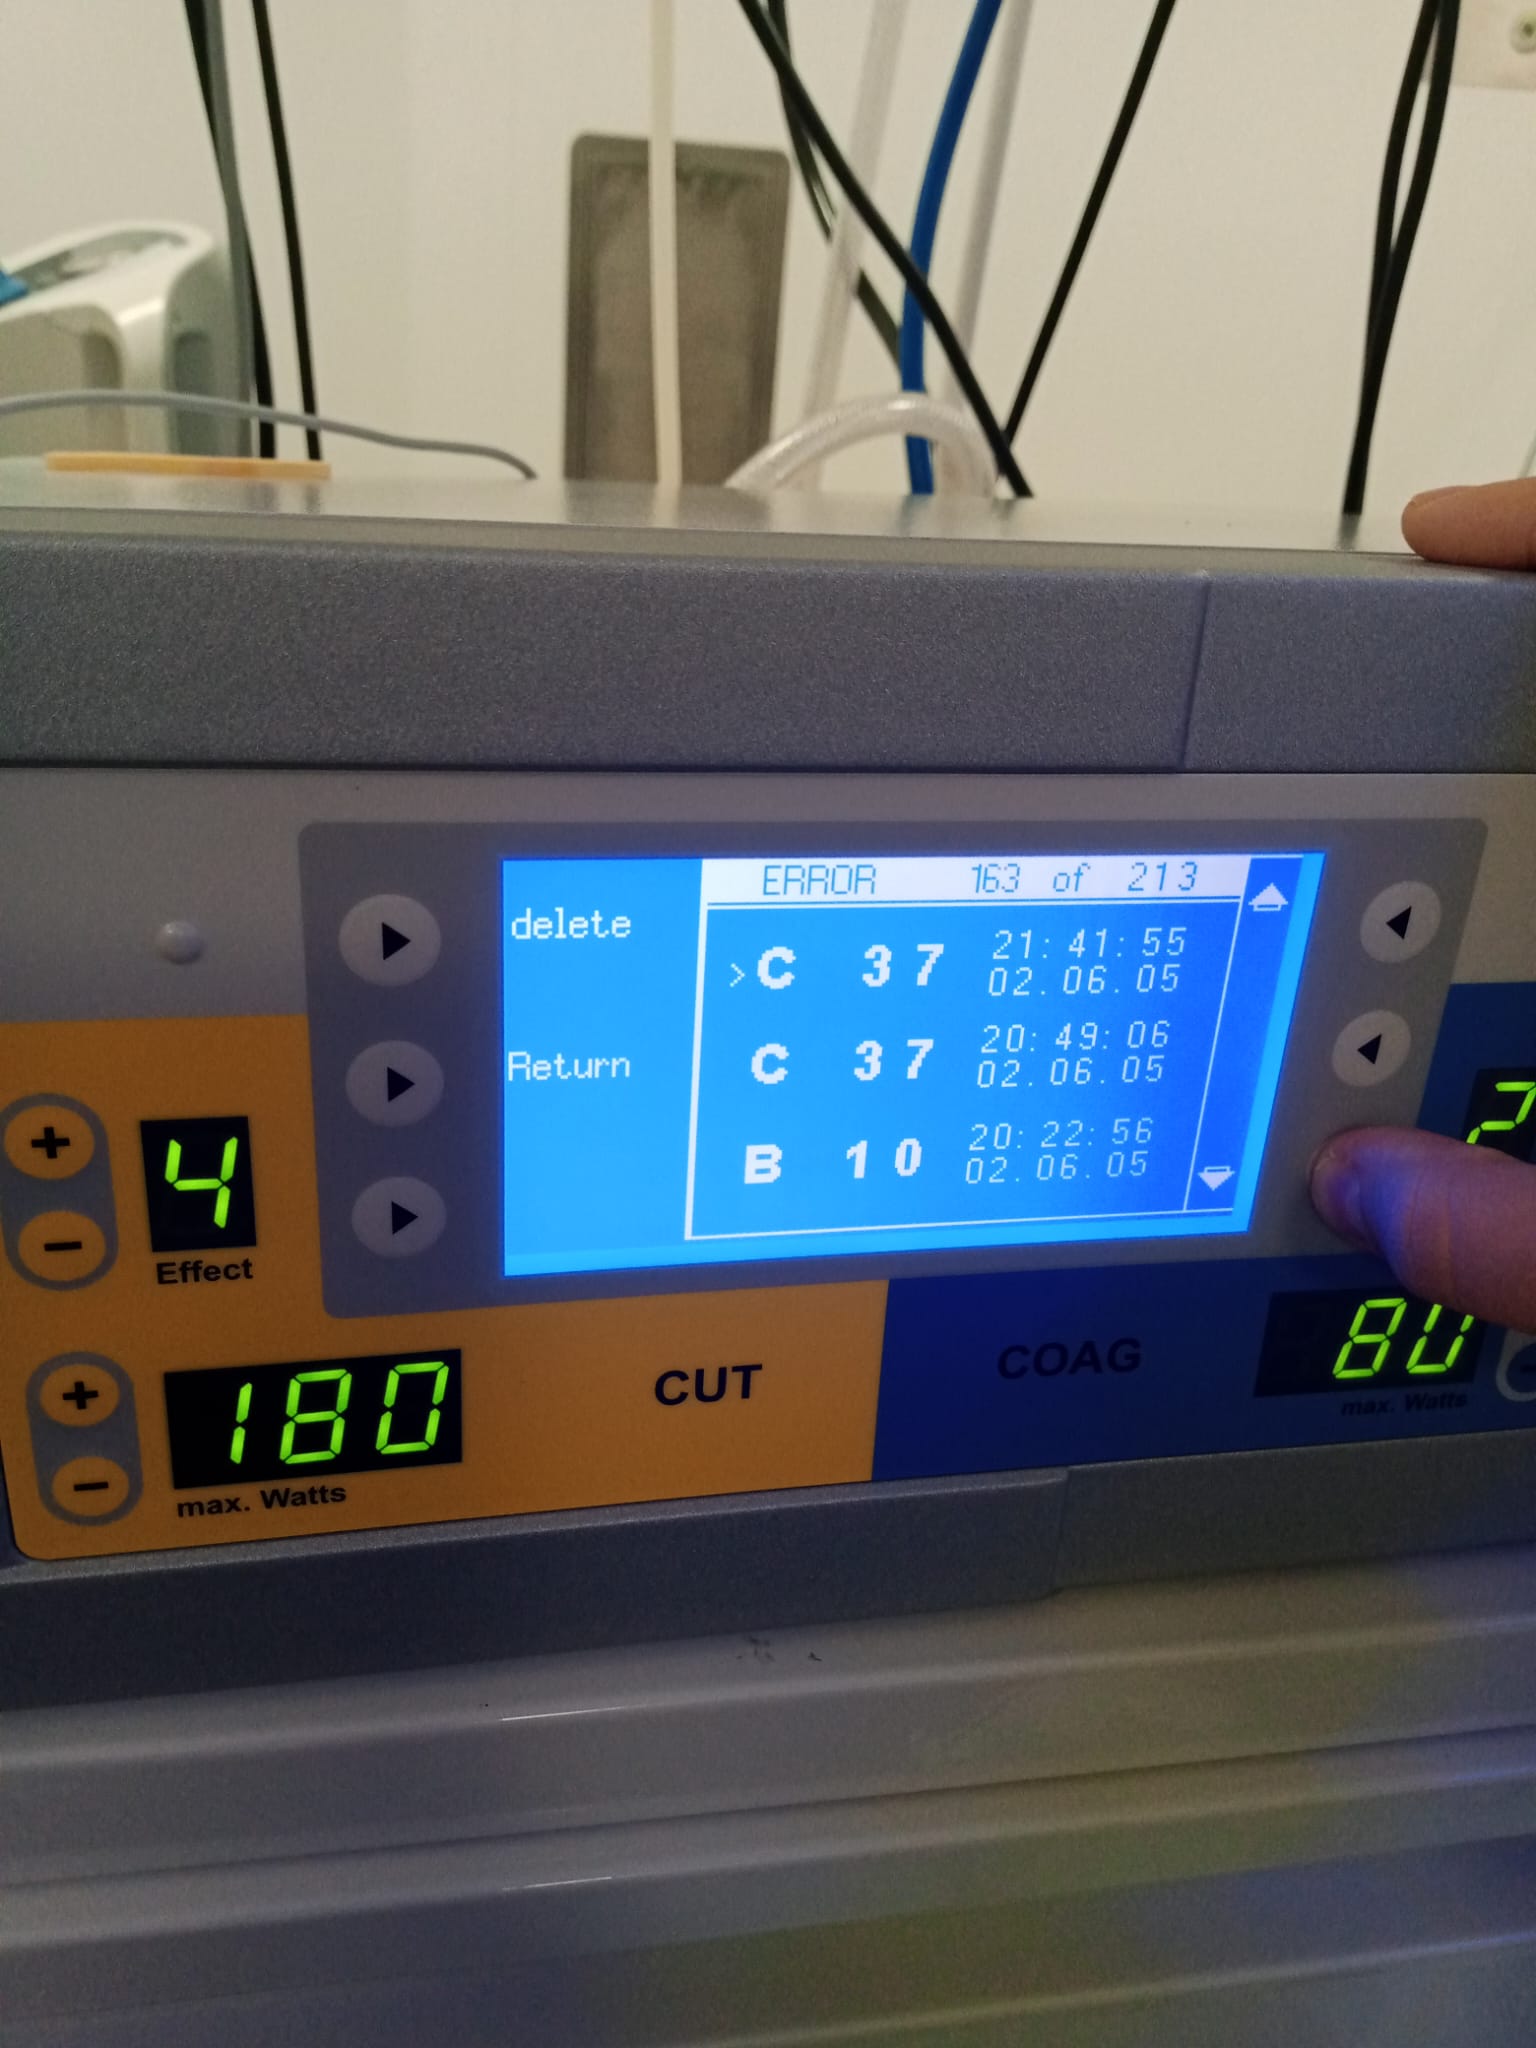 ERROR 163 of 213
delete
>C 37 21:41:55
02.06.05
Return
C 37 20:49:06
02.06.05
B 10 20:22:56
02.06.05
+
4
-
Effect
+
180
-
max. Watts
CUT
COAG
80
max. Watts